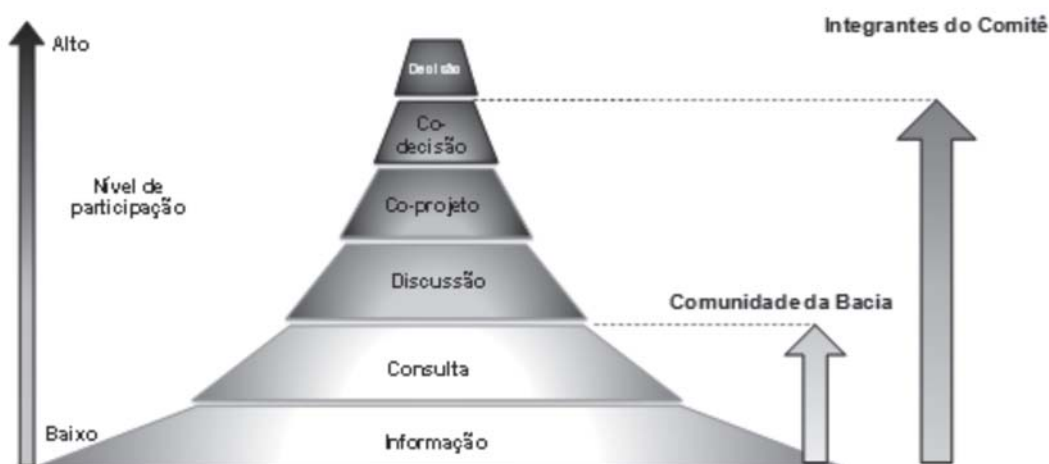 Integrantes do Comitê
Alto
Decisão
Co-
decisão
Nível de
participação
Co-projeto
Discussão
Comunidade da Bacia
Consulta
Baixo
Informação